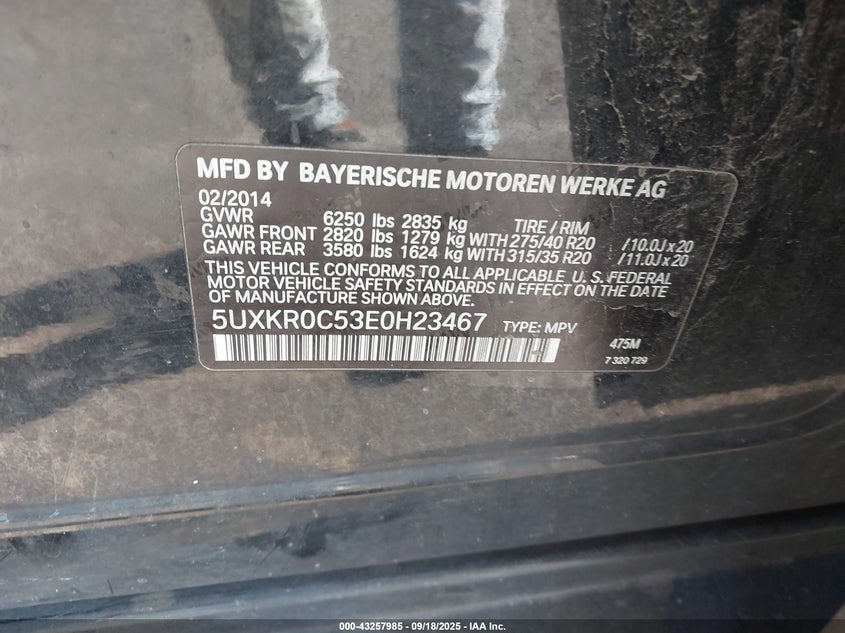 MFD BY BAYERISCHE MOTOREN WERKE AG
02/2014
GVWR 6250 lbs 2835 kg TIRE / RIM
GAWR FRONT 2820 lbs 1279 kg WITH 275/40 R20 /10.0J x 20
GAWR REAR 3580 lbs 1624 kg WITH 315/35 R20 /11.0J x 20
THIS VEHICLE CONFORMS TO ALL APPLICABLE U.S. FEDERAL
MOTOR VEHICLE SAFETY STANDARDS IN EFFECT ON THE DATE
OF MANUFACTURE SHOWN ABOVE.
5UXKR0C53E0H23467 TYPE: MPV
475M
7 320 729
000-43257985 - 09/18/2025 - IAA Inc.